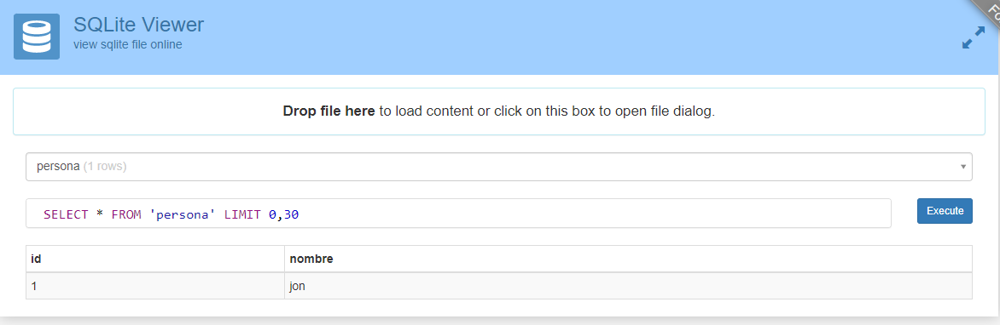 SQLite Viewer
view sqlite file online
Drop file here to load content or click on this box to open file dialog.
persona (1 rows)
SELECT * FROM 'persona' LIMIT 0,30
Execute
id nombre
1 jon